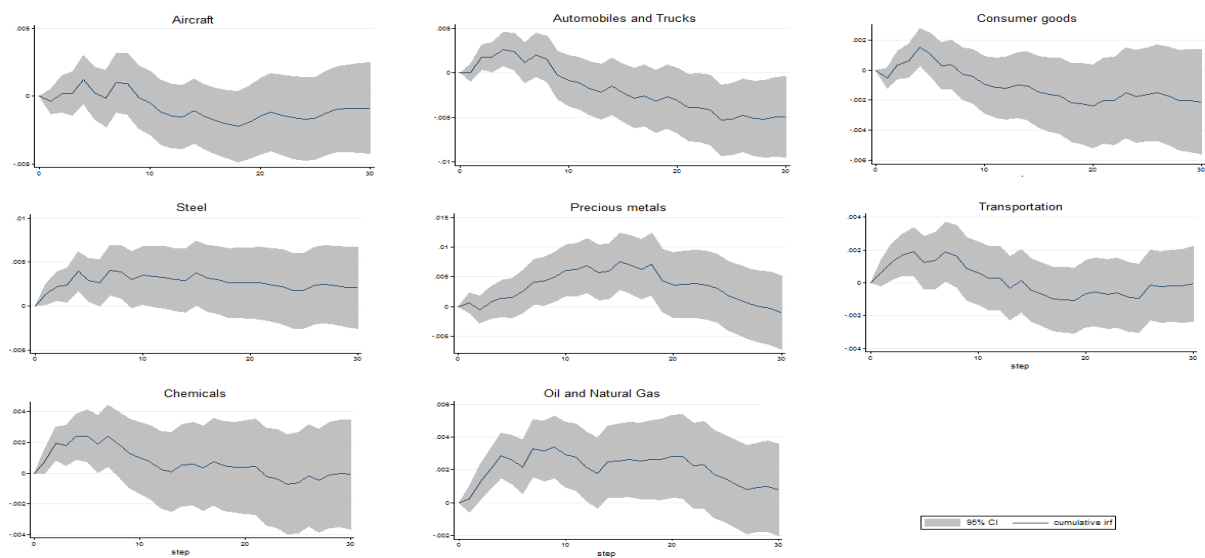 Aircraft
.005
0
-.005
0 10 20 30
Automobiles and Trucks
.005
0
-.005
-.01
0 10 20 30
Consumer goods
.002
0
-.002
-.004
-.006
0 10 20 30
Steel
.01
.005
0
-.005
0 10 20 30
Precious metals
.015
.01
.005
0
-.005
0 10 20 30
Transportation
.004
.002
0
-.002
-.004
0 10 20 30
step
Chemicals
.004
.002
0
-.002
-.004
0 10 20 30
step
Oil and Natural Gas
.006
.004
.002
0
-.002
0 10 20 30
step
95% CI cumulative irf